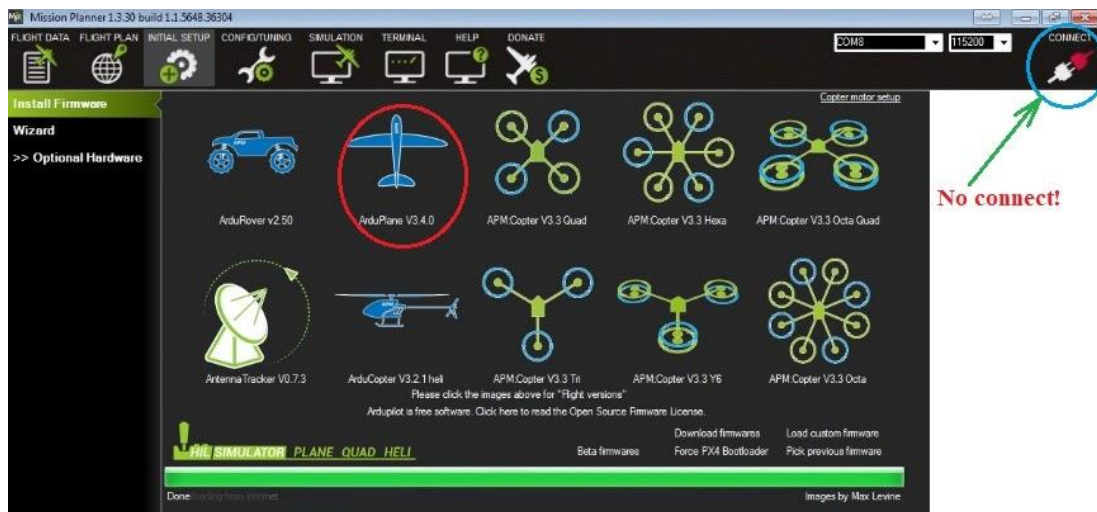 Mission Planner 1.3.30 build 1.1.5648.36304
FLIGHT DATA FLIGHT PLAN INITIAL SETUP CONFIG/TUNING SIMULATION TERMINAL HELP DONATE COM8 115200 CONNECT
Install Firmware
Wizard
>> Optional Hardware
Copter motor setup
No connect!
ArduRover v2.50 ArduPlane V3.4.0 APM:Copter V3.3 Quad APM:Copter V3.3 Hexa APM:Copter V3.3 Octa Quad
AntennaTracker V0.7.3 ArduCopter V3.2.1 heli APM:Copter V3.3 Tri APM:Copter V3.3 Y6 APM:Copter V3.3 Octa
Please click the images above for "Flight versions"
Ardupilot is free software. Click here to read the Open Source Firmware License.
Download firmwares Load custom firmware
HIL SIMULATOR PLANE QUAD HELI Beta firmwares Force PX4 Bootloader Pick previous firmware
Done loading from internet Images by Max Levine